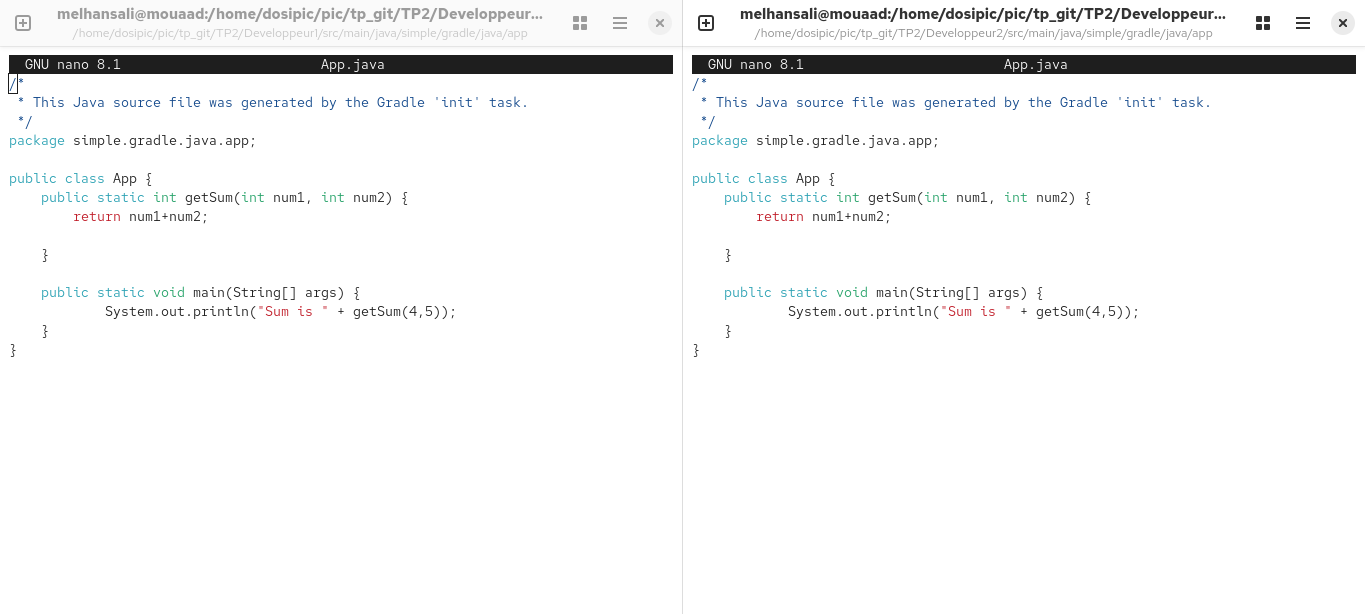 melhansali@mouaad:/home/dosipic/pic/tp_git/TP2/Developpeur...
/home/dosipic/pic/tp_git/TP2/Developpeur1/src/main/java/simple/gradle/java/app
GNU nano 8.1 App.java
/*
 * This Java source file was generated by the Gradle 'init' task.
 */
package simple.gradle.java.app;

public class App {
    public static int getSum(int num1, int num2) {
        return num1+num2;

    }

    public static void main(String[] args) {
            System.out.println("Sum is " + getSum(4,5));
    }
}
melhansali@mouaad:/home/dosipic/pic/tp_git/TP2/Developpeur...
/home/dosipic/pic/tp_git/TP2/Developpeur2/src/main/java/simple/gradle/java/app
GNU nano 8.1 App.java
/*
 * This Java source file was generated by the Gradle 'init' task.
 */
package simple.gradle.java.app;

public class App {
    public static int getSum(int num1, int num2) {
        return num1+num2;

    }

    public static void main(String[] args) {
            System.out.println("Sum is " + getSum(4,5));
    }
}